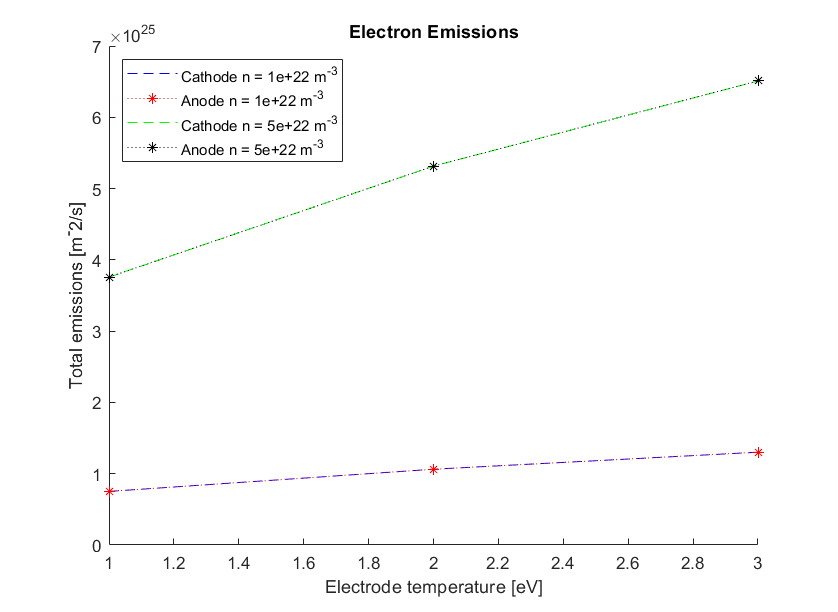 Electron Emissions
×10^25
7
6
5
4
3
2
1
0
Total emissions [m^-2/s]
Cathode n = 1e+22 m^-3
Anode n = 1e+22 m^-3
Cathode n = 5e+22 m^-3
Anode n = 5e+22 m^-3
1 1.2 1.4 1.6 1.8 2 2.2 2.4 2.6 2.8 3
Electrode temperature [eV]